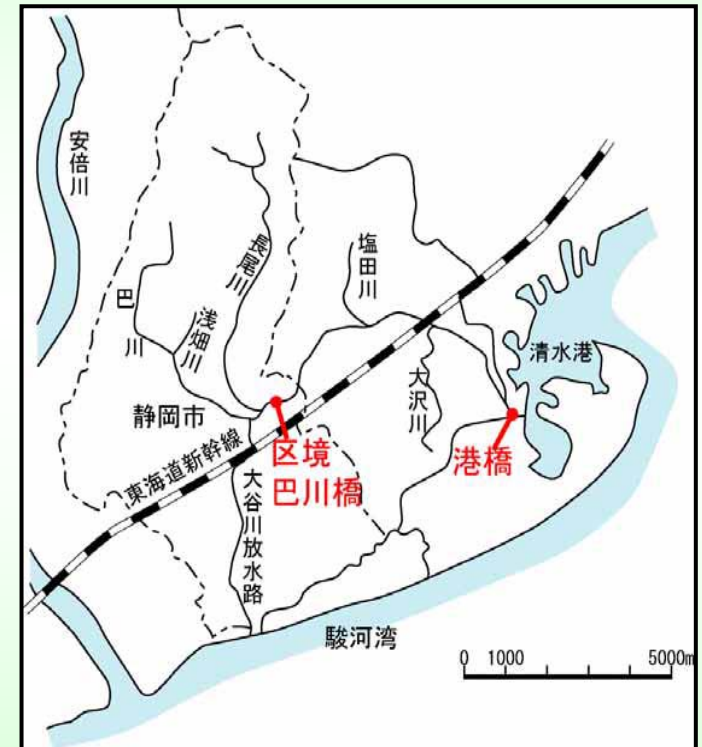 安倍川
長尾川
塩田川
巴川
浅畑川
大沢川
清水港
静岡市
東海道新幹線
区境
巴川橋
港橋
大谷川放水路
駿河湾
0 1000 5000m